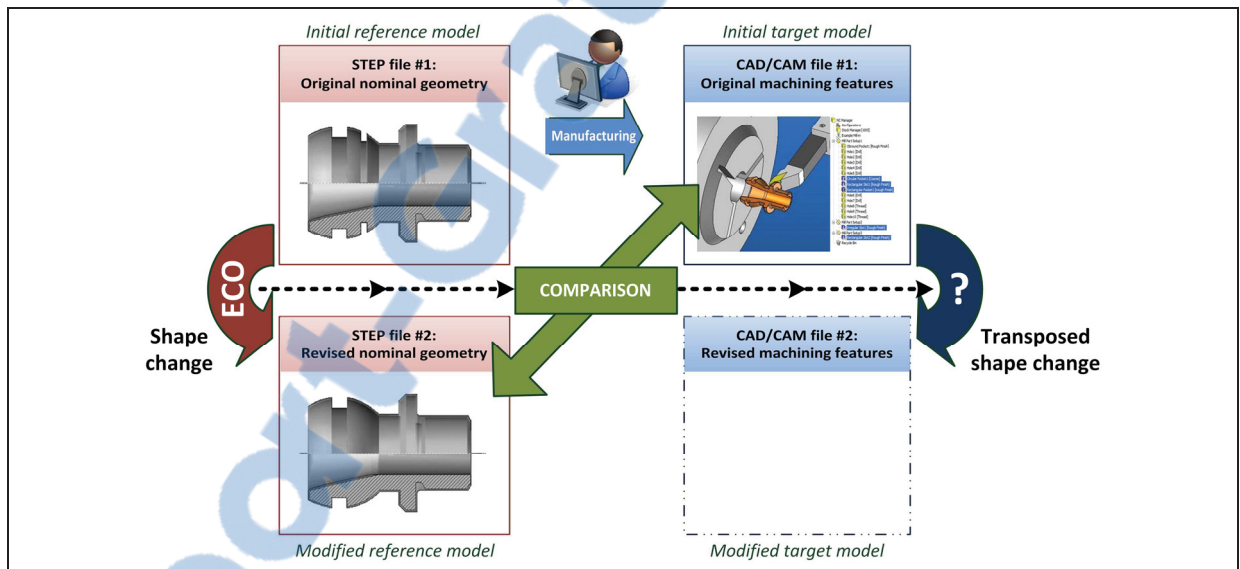 Initial reference model
Initial target model
STEP file #1:
Original nominal geometry
CAD/CAM file #1:
Original machining features
Manufacturing
ECO
COMPARISON
?
Shape
change
STEP file #2:
Revised nominal geometry
CAD/CAM file #2:
Revised machining features
Transposed
shape change
Modified reference model
Modified target model